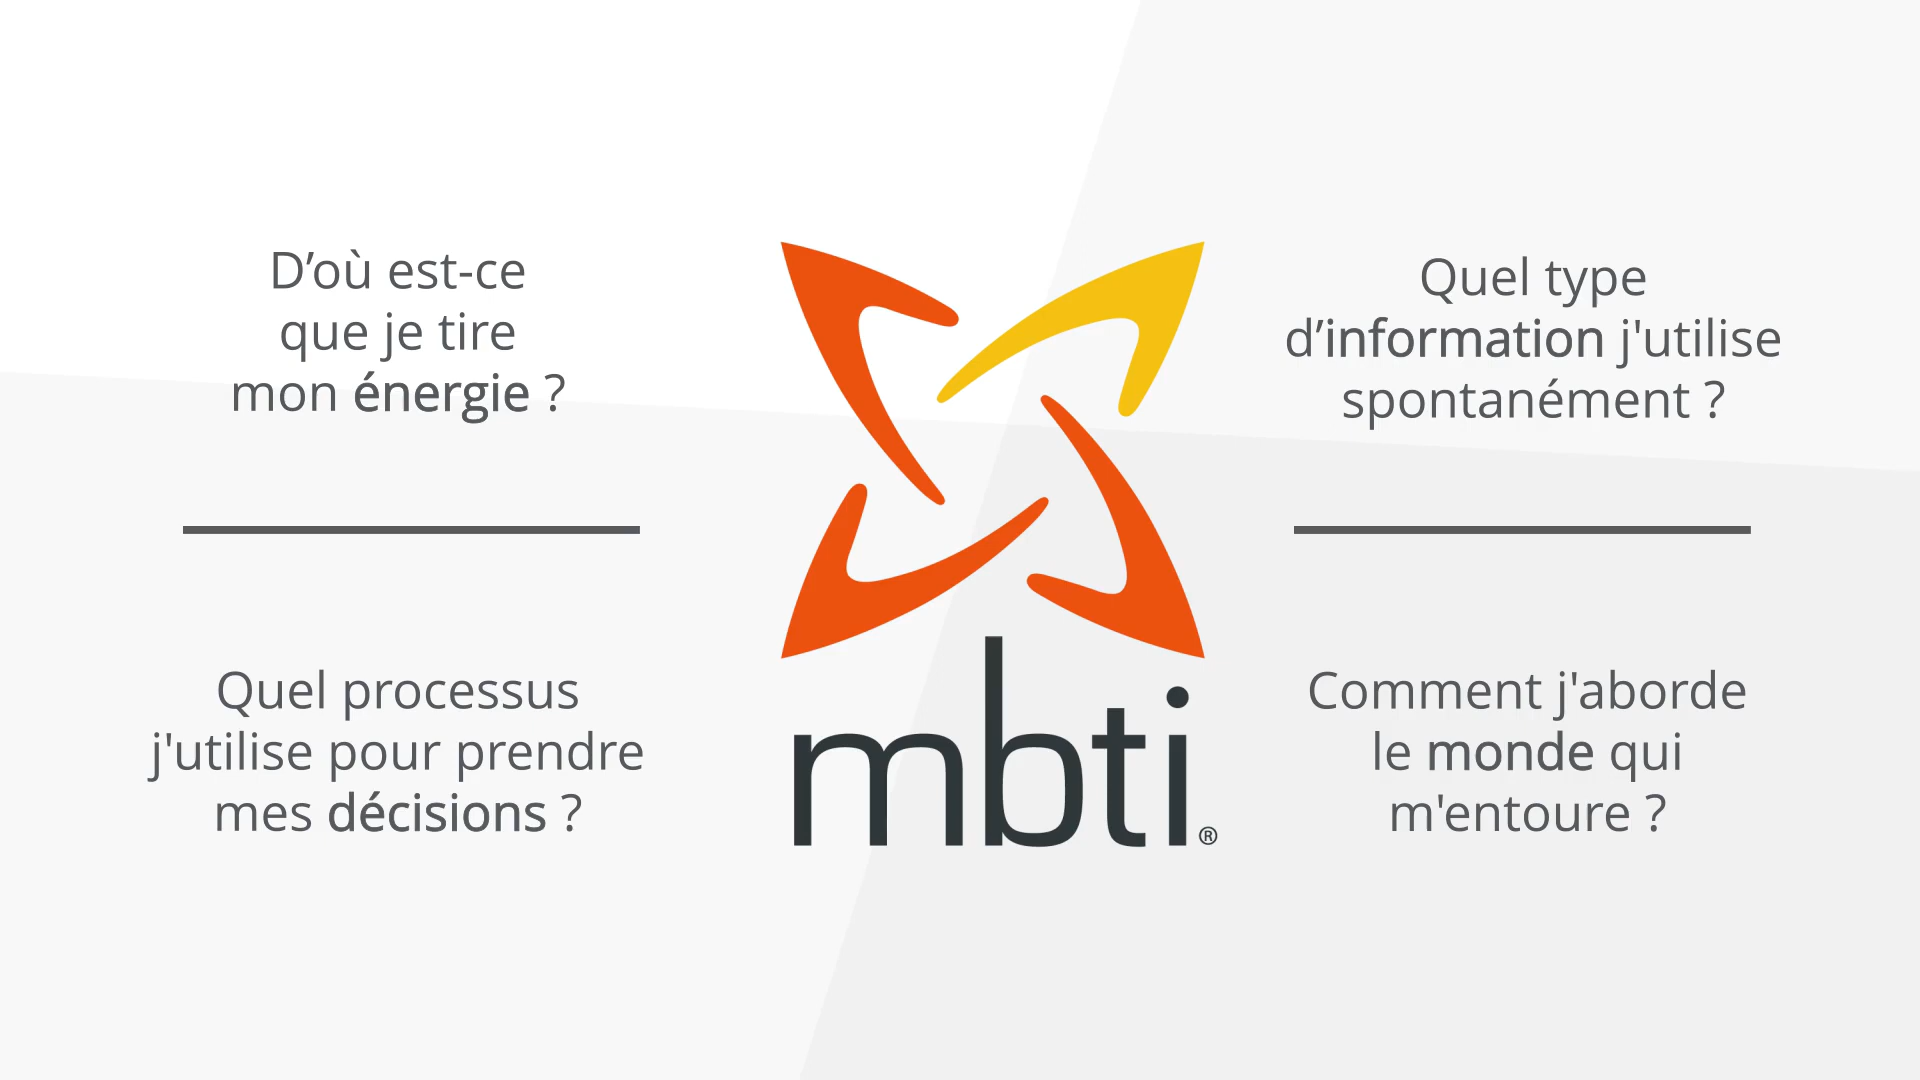 D’où est-ce
que je tire
mon énergie ?
Quel type
d’information j'utilise
spontanément ?
Quel processus
j'utilise pour prendre
mes décisions ?
Comment j'aborde
le monde qui
m'entoure ?
mbti®